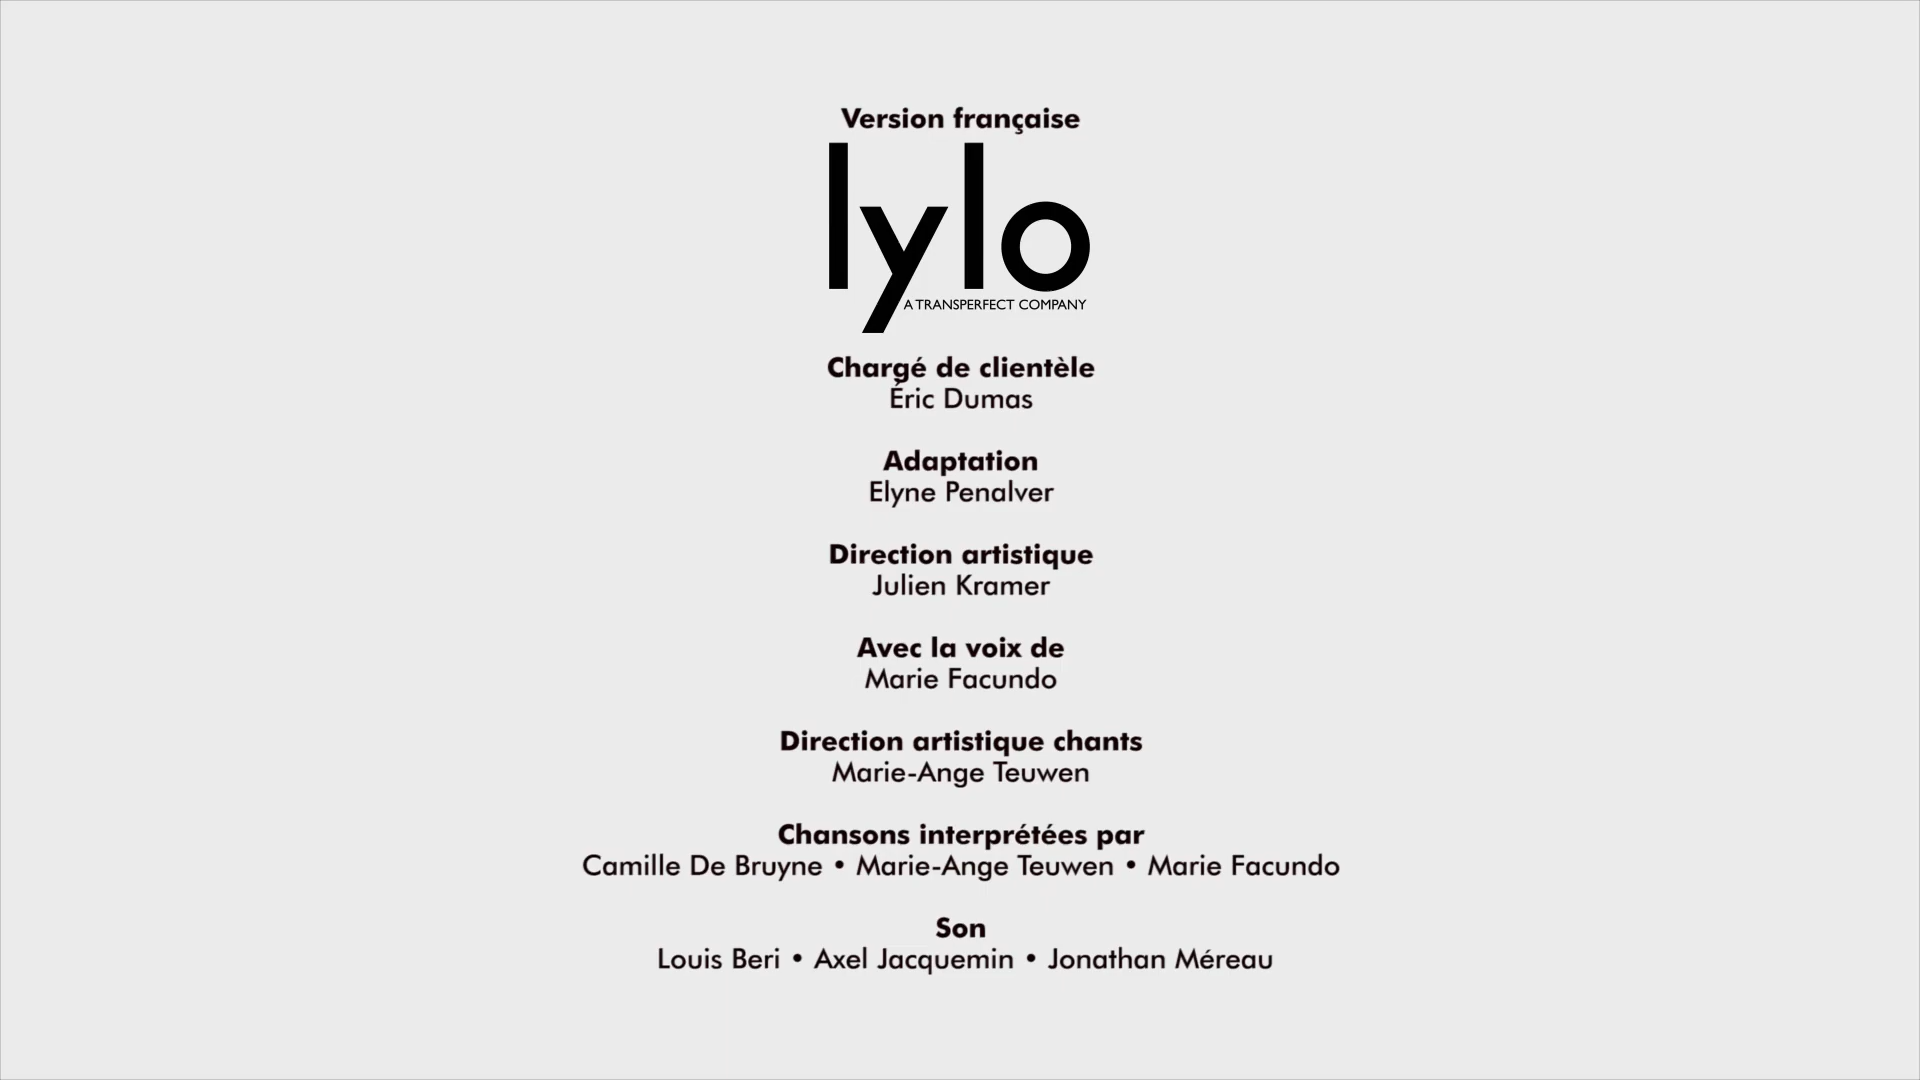 Version française
lylo
A TRANSPERFECT COMPANY
Chargé de clientèle
Éric Dumas
Adaptation
Elyne Penalver
Direction artistique
Julien Kramer
Avec la voix de
Marie Facundo
Direction artistique chants
Marie-Ange Teuwen
Chansons interprétées par
Camille De Bruyne • Marie-Ange Teuwen • Marie Facundo
Son
Louis Beri • Axel Jacquemin • Jonathan Méreau